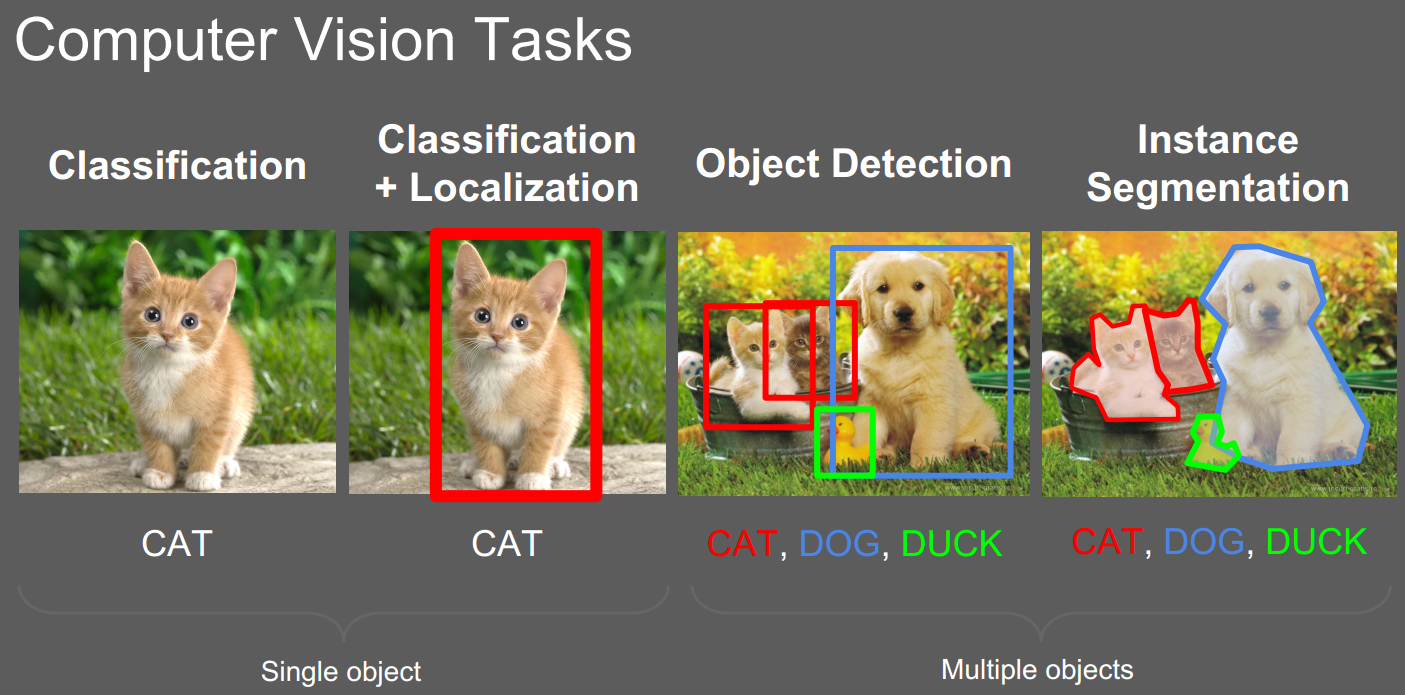 Computer Vision Tasks
Classification
Classification
+ Localization
Object Detection
Instance
Segmentation
CAT
CAT
CAT, DOG, DUCK
CAT, DOG, DUCK
Single object
Multiple objects